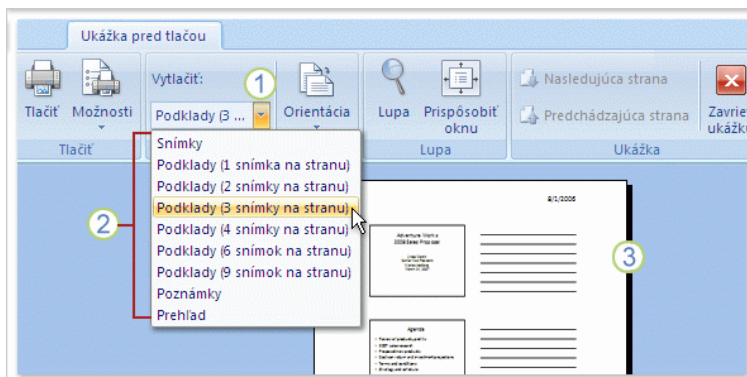 Ukážka pred tlačou
Vytlačiť:
1
Podklady (3 ...
Tlačiť
Možnosti
Orientácia
Lupa
Prispôsobiť
oknu
Nasledujúca strana
Predchádzajúca strana
Zavrieť
ukážku
Tlačiť
Lupa
Ukážka
2
Snímky
Podklady (1 snímka na stranu)
Podklady (2 snímky na stranu)
Podklady (3 snímky na stranu)
Podklady (4 snímky na stranu)
Podklady (6 snímok na stranu)
Podklady (9 snímok na stranu)
Poznámky
Prehľad
3
8/1/2006
Adventure Works
Agenda